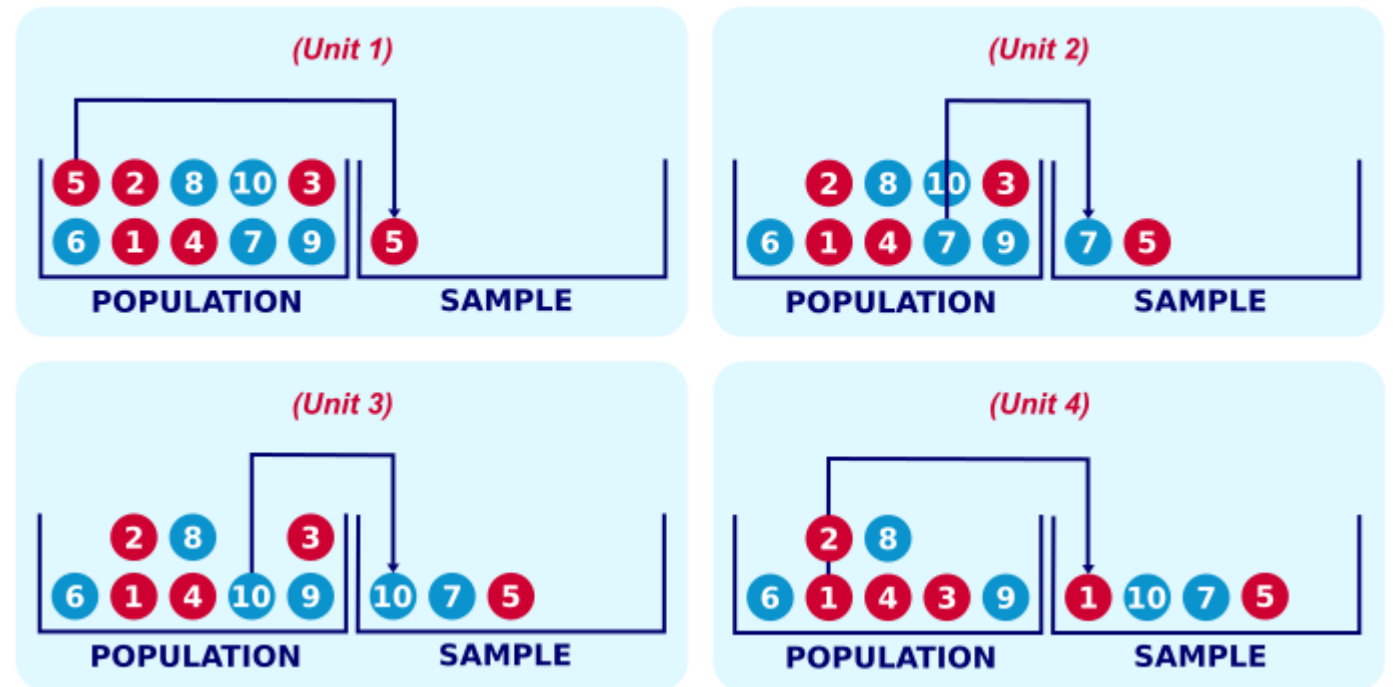 (Unit 1)
5 2 8 10 3
6 1 4 7 9
5
POPULATION
SAMPLE
(Unit 2)
2 8 10 3
6 1 4 7 9
7 5
POPULATION
SAMPLE
(Unit 3)
2 8 3
6 1 4 10 9
10 7 5
POPULATION
SAMPLE
(Unit 4)
2 8
6 1 4 3 9
1 10 7 5
POPULATION
SAMPLE